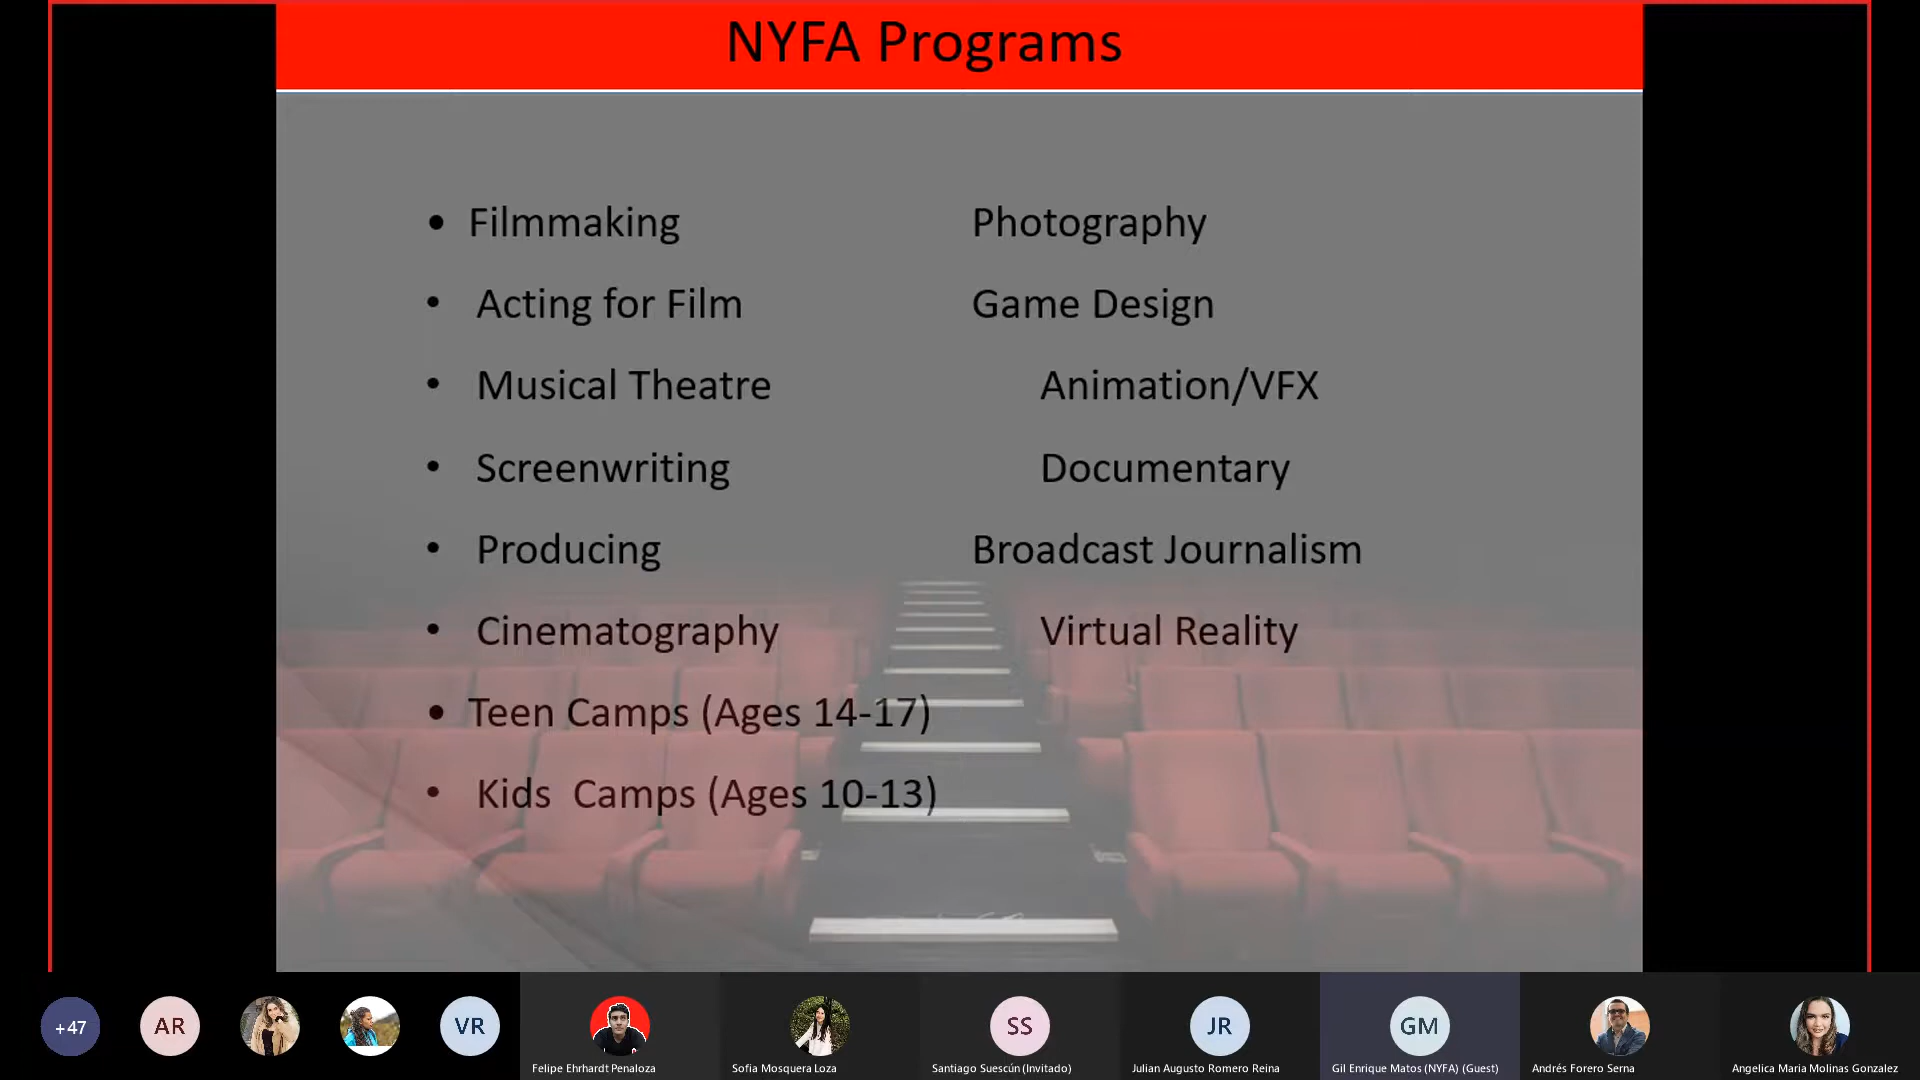 NYFA Programs
• Filmmaking Photography
• Acting for Film Game Design
• Musical Theatre Animation/VFX
• Screenwriting Documentary
• Producing Broadcast Journalism
• Cinematography Virtual Reality
• Teen Camps (Ages 14-17)
• Kids Camps (Ages 10-13)
+47 AR VR SS JR GM
Felipe Ehrhardt Penaloza Sofia Mosquera Loza Santiago Suescún (Invitado) Julian Augusto Romero Reina Gil Enrique Matos (NYFA) (Guest) Andrés Forero Serna Angelica Maria Molinas Gonzalez